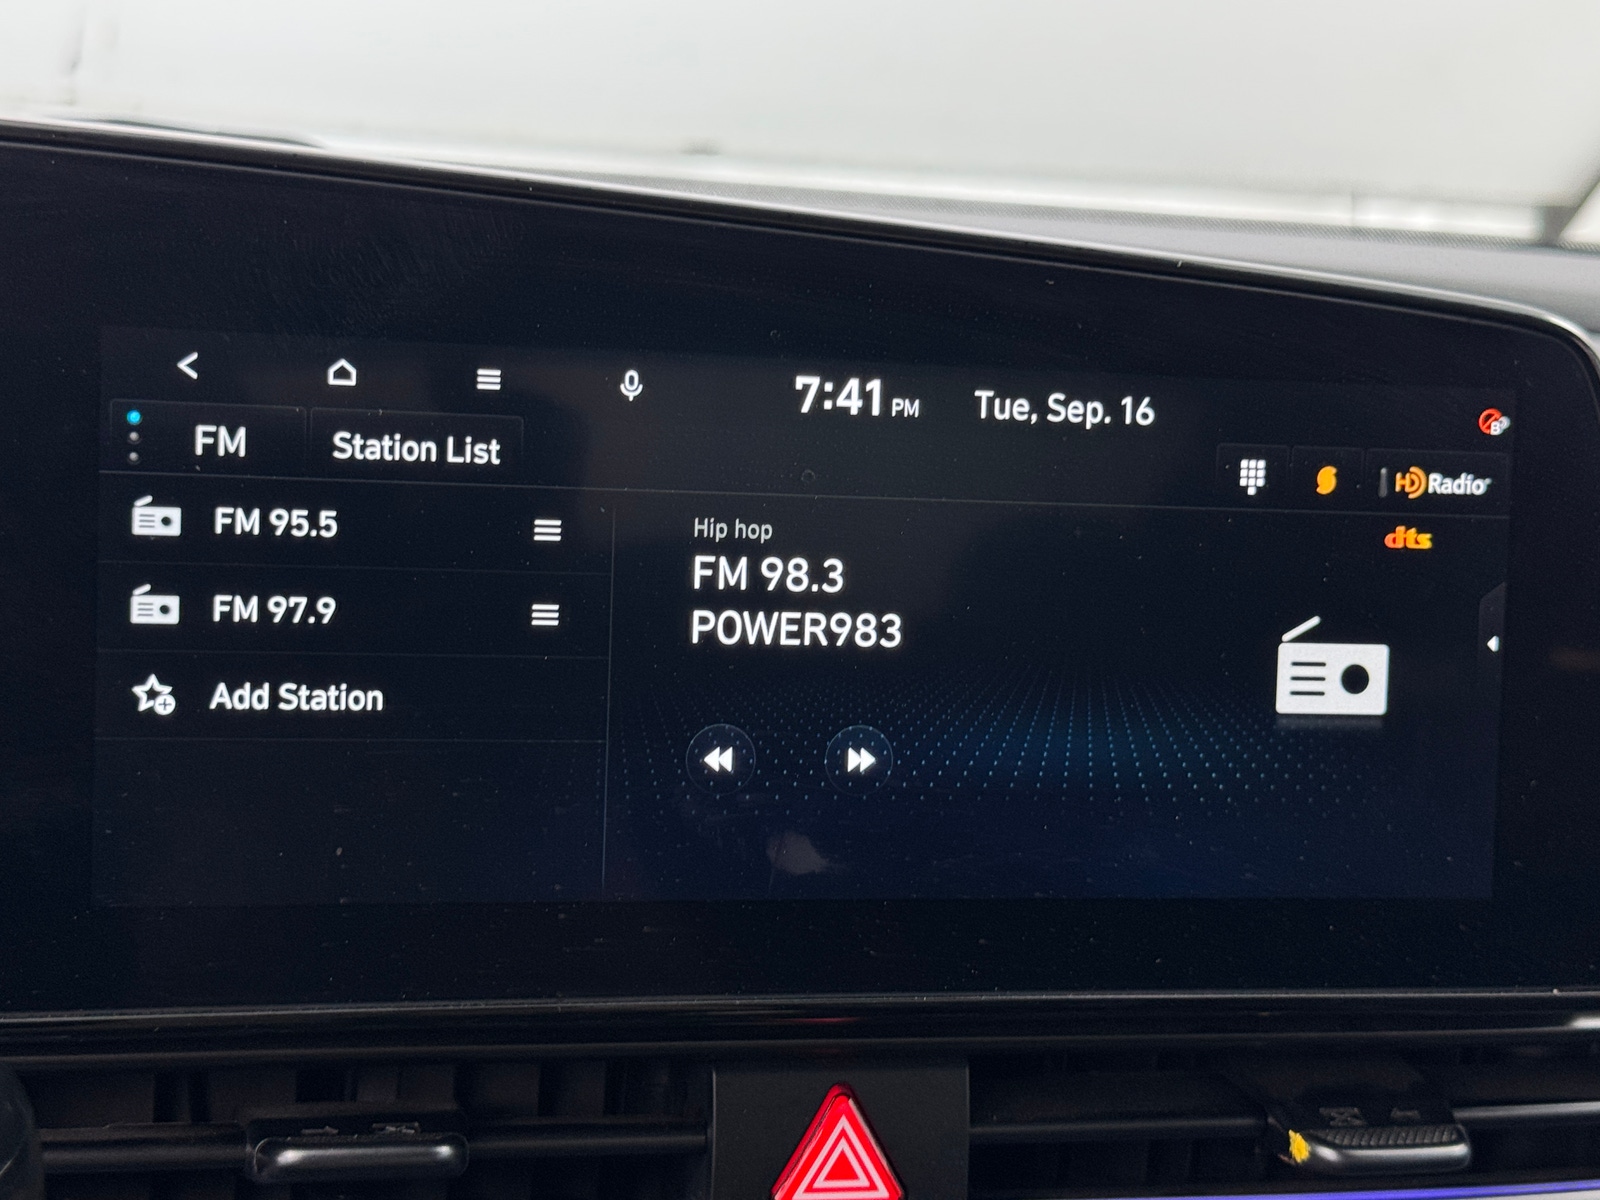 7:41 PM Tue, Sep. 16
FM Station List
HD Radio
dts
FM 95.5
FM 97.9
Add Station
Hip hop
FM 98.3
POWER983